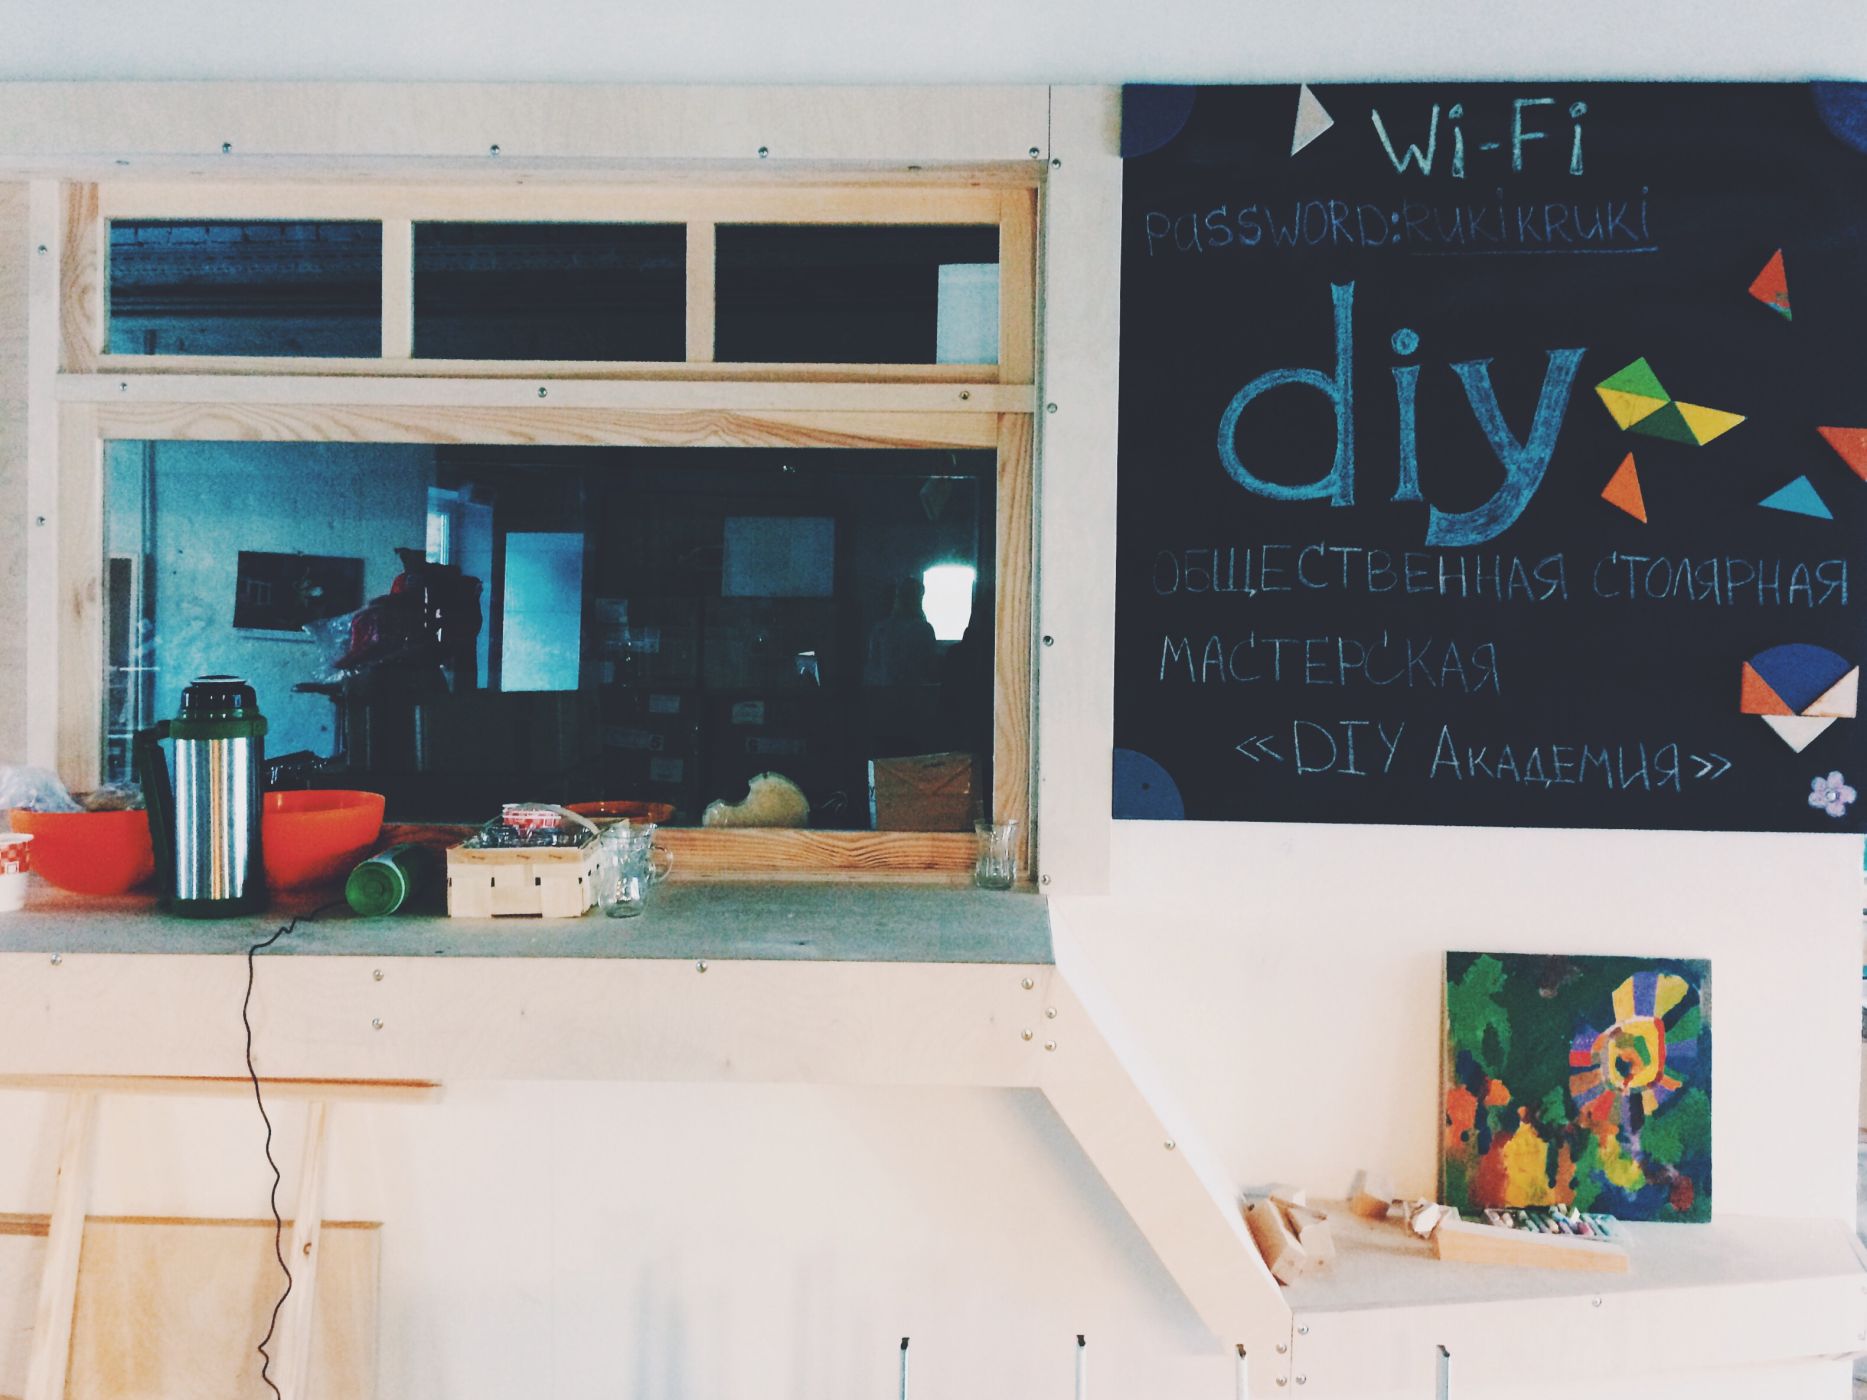 Wi-Fi
PASSWORD:RUKIKRUKI
diy
ОБЩЕСТВЕННАЯ СТОЛЯРНАЯ
МАСТЕРСКАЯ
«DIY АКАДЕМИЯ»